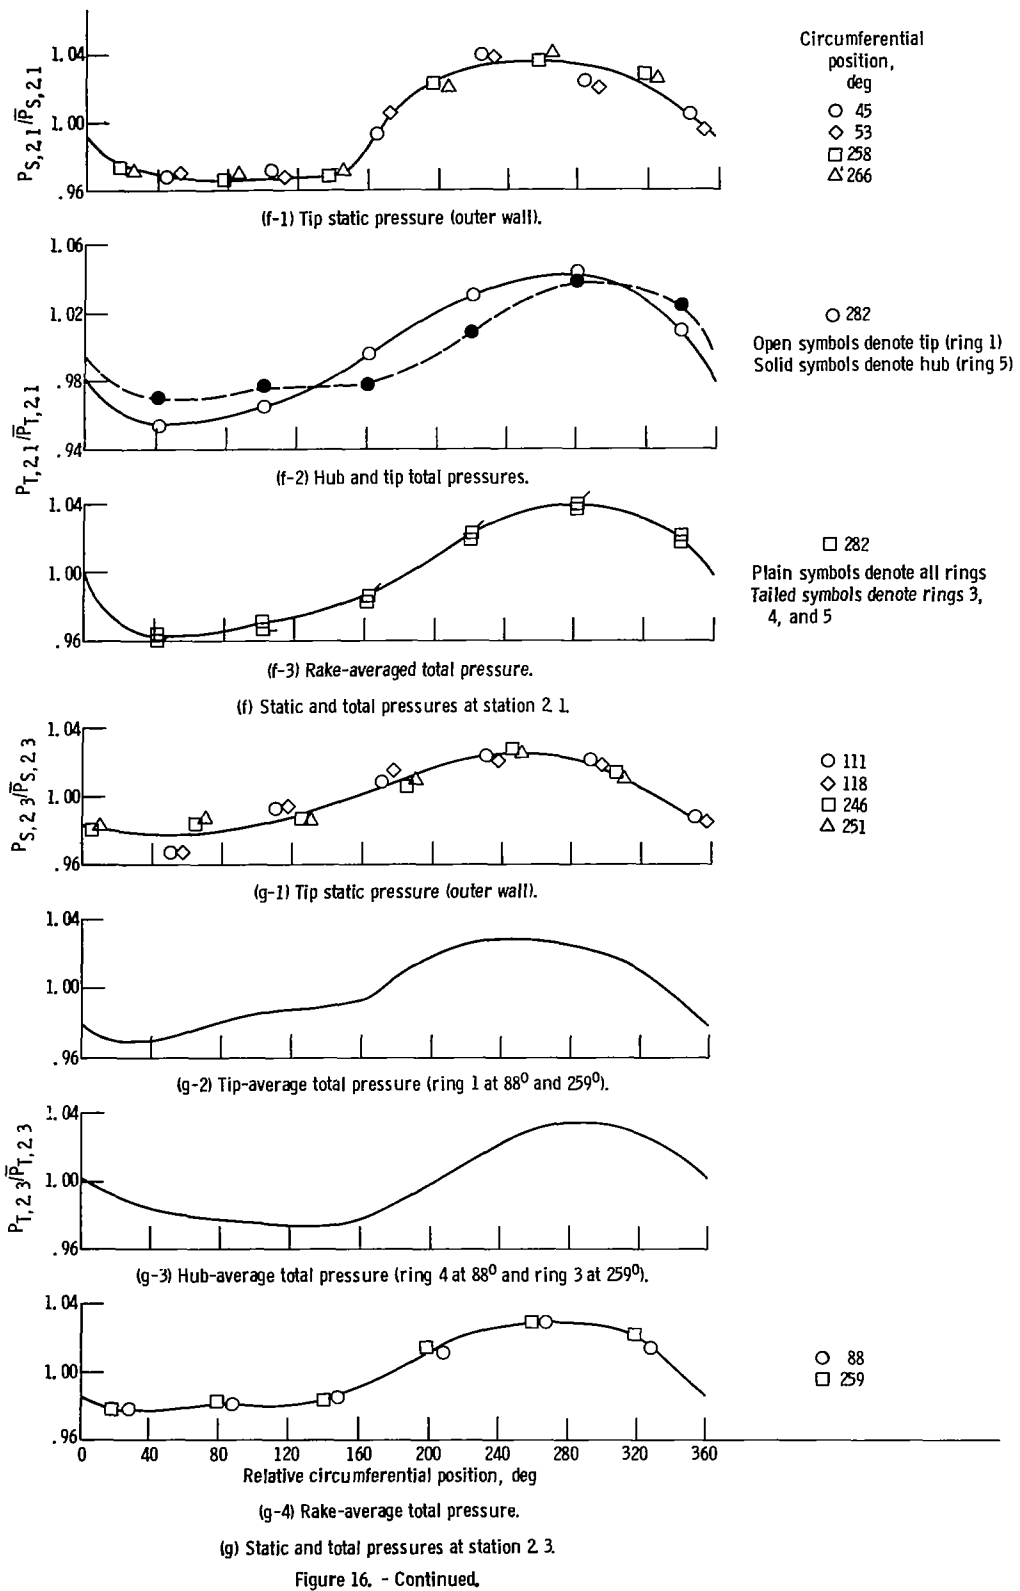 1.04
1.00
.96
P_S,2.1/P̅_S,2.1
Circumferential
position,
deg
○ 45
◇ 53
□ 258
△ 266
(f-1) Tip static pressure (outer wall).
1.06
1.02
.98
.94
P_T,2.1/P̅_T,2.1
○ 282
Open symbols denote tip (ring 1)
Solid symbols denote hub (ring 5)
(f-2) Hub and tip total pressures.
1.04
1.00
.96
□ 282
Plain symbols denote all rings
Tailed symbols denote rings 3,
4, and 5
(f-3) Rake-averaged total pressure.
(f) Static and total pressures at station 2.1.
1.04
1.00
.96
P_S,2.3/P̅_S,2.3
○ 111
◇ 118
□ 246
△ 251
(g-1) Tip static pressure (outer wall).
1.04
1.00
.96
(g-2) Tip-average total pressure (ring 1 at 88° and 259°).
1.04
1.00
.96
P_T,2.3/P̅_T,2.3
(g-3) Hub-average total pressure (ring 4 at 88° and ring 3 at 259°).
1.04
1.00
.96
○ 88
□ 259
0 40 80 120 160 200 240 280 320 360
Relative circumferential position, deg
(g-4) Rake-average total pressure.
(g) Static and total pressures at station 2.3.
Figure 16. - Continued.